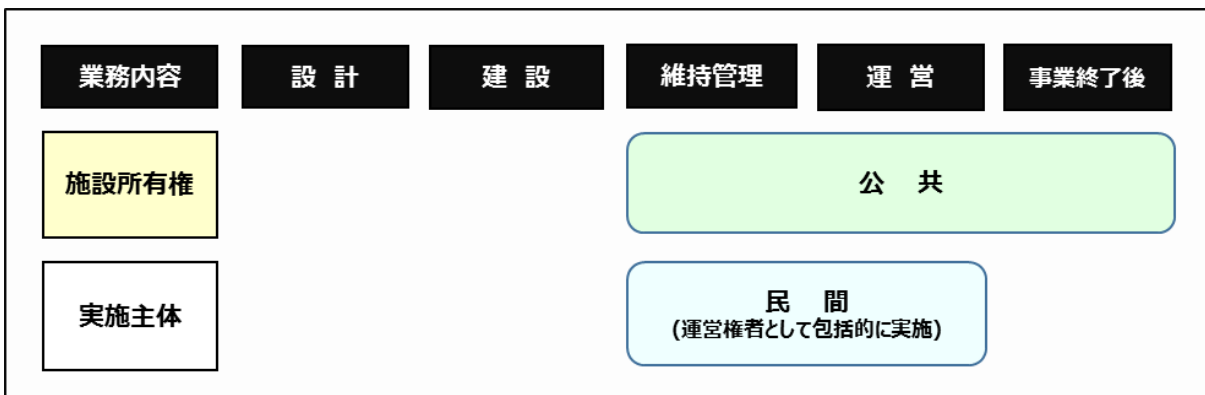 業務内容
設 計
建 設
維持管理
運 営
事業終了後
施設所有権
公 共
実施主体
民 間
(運営権者として包括的に実施)